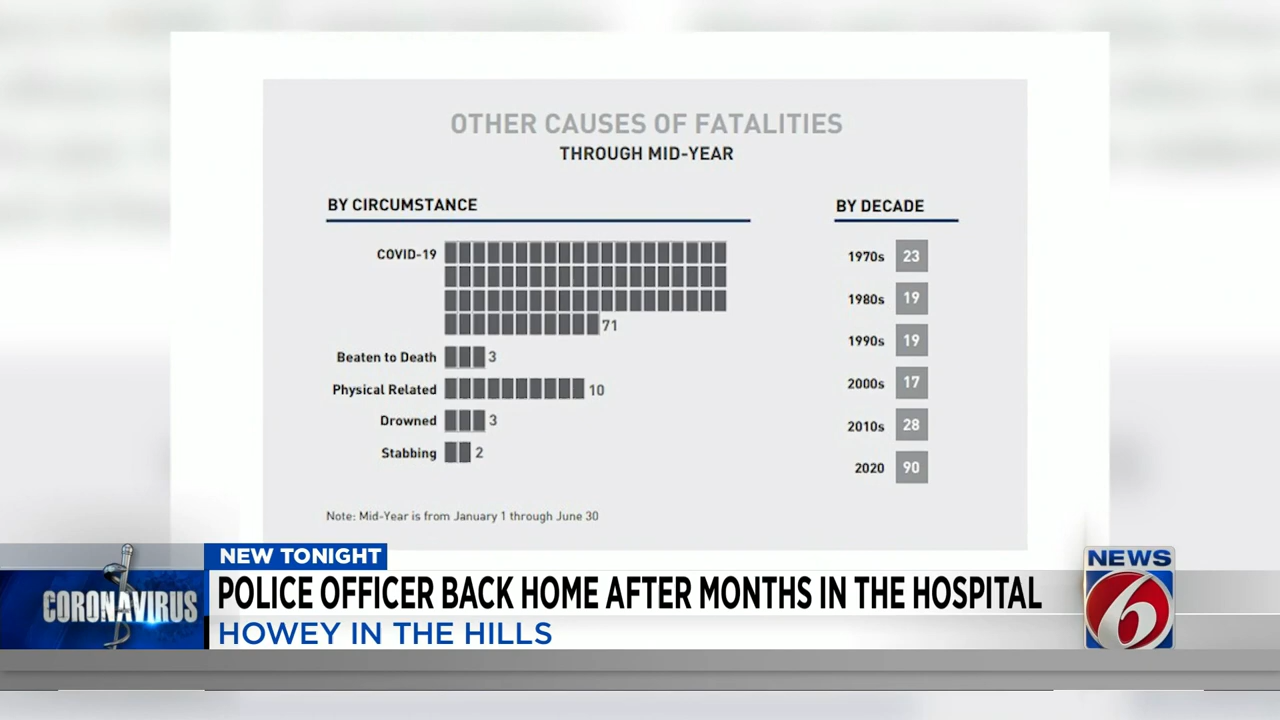 OTHER CAUSES OF FATALITIES
THROUGH MID-YEAR
BY CIRCUMSTANCE
COVID-19
71
Beaten to Death 3
Physical Related 10
Drowned 3
Stabbing 2
BY DECADE
1970s 23
1980s 19
1990s 19
2000s 17
2010s 28
2020 90
Note: Mid-Year is from January 1 through June 30
NEW TONIGHT
CORONAVIRUS
POLICE OFFICER BACK HOME AFTER MONTHS IN THE HOSPITAL
HOWEY IN THE HILLS
NEWS
6